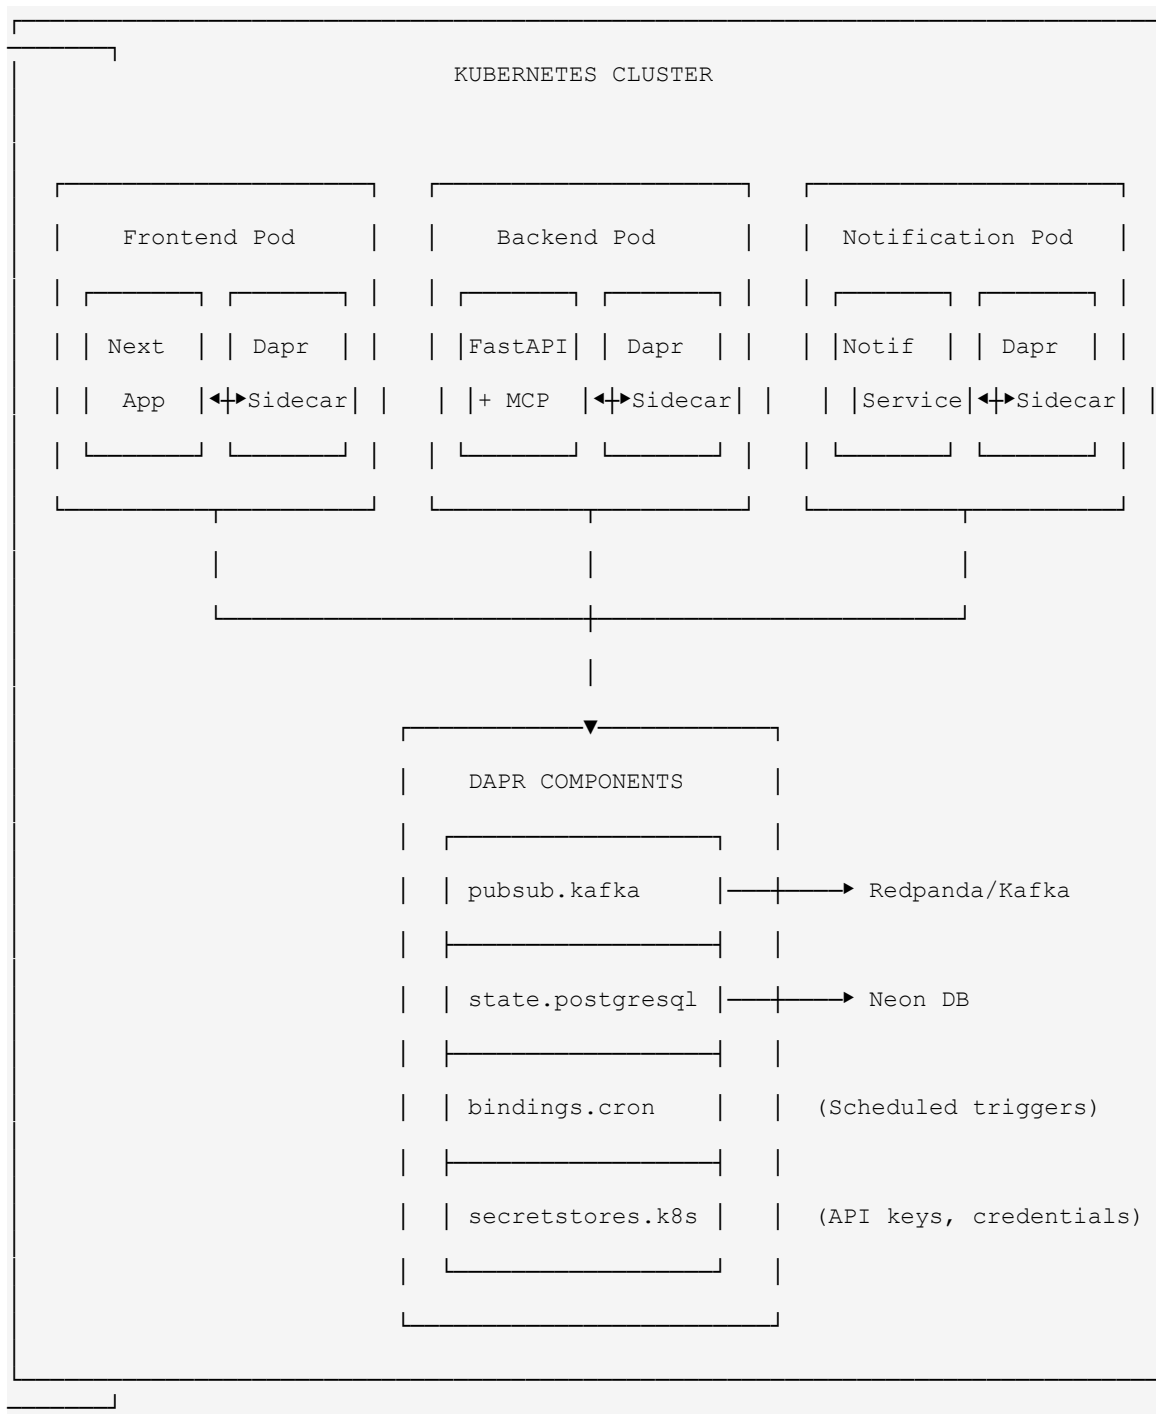 KUBERNETES CLUSTER
Frontend Pod Backend Pod Notification Pod
Next Dapr FastAPI Dapr Notif Dapr
App Sidecar + MCP Sidecar Service Sidecar
DAPR COMPONENTS
pubsub.kafka Redpanda/Kafka
state.postgresql Neon DB
bindings.cron (Scheduled triggers)
secretstores.k8s (API keys, credentials)